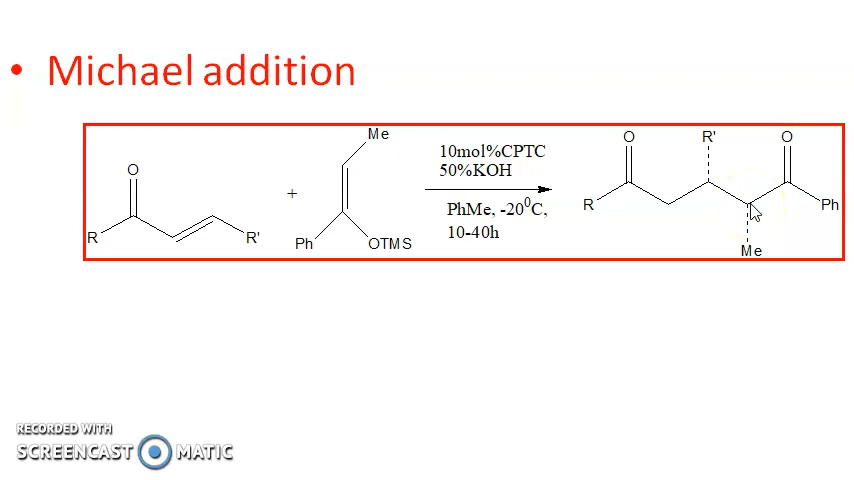 • Michael addition
O
R
R'
+
Me
Ph
OTMS
10mol%CPTC
50%KOH
PhMe, -20⁰C,
10-40h
O
R'
O
R
Ph
Me
RECORDED WITH
SCREENCAST MATIC